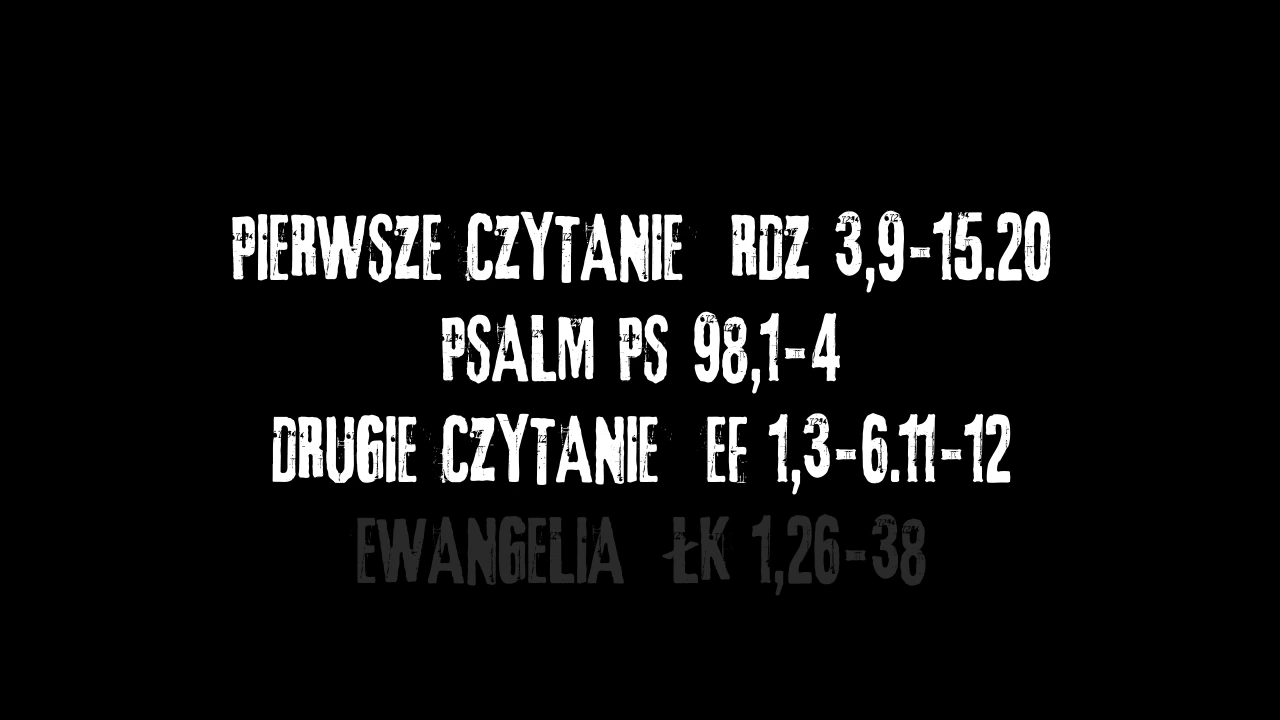 PIERWSZE CZYTANIE RDZ 3,9-15.20
PSALM PS 98,1-4
DRUGIE CZYTANIE EF 1,3-6.11-12
EWANGELIA ŁK 1,26-38